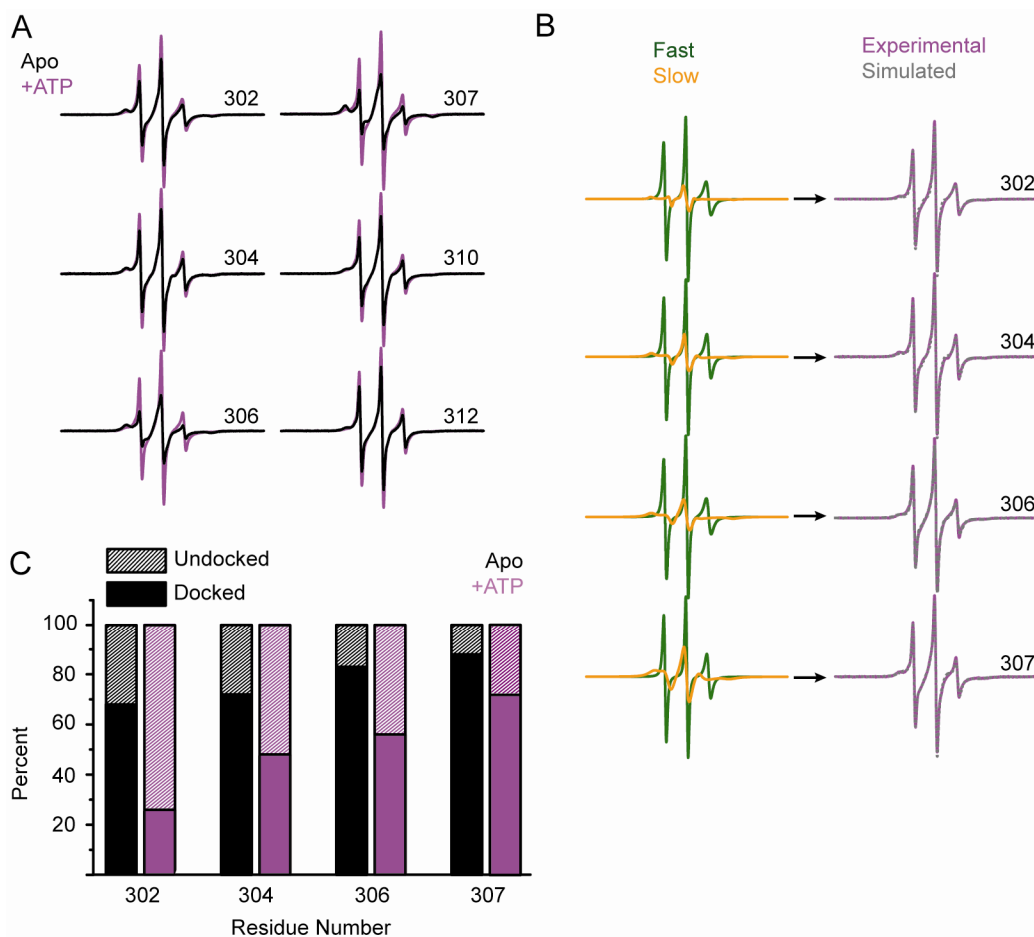 A
Apo
+ATP
302
307
304
310
306
312
B
Fast
Slow
Experimental
Simulated
302
304
306
307
C
Undocked
Docked
Apo
+ATP
100
80
60
40
20
Percent
302 304 306 307
Residue Number